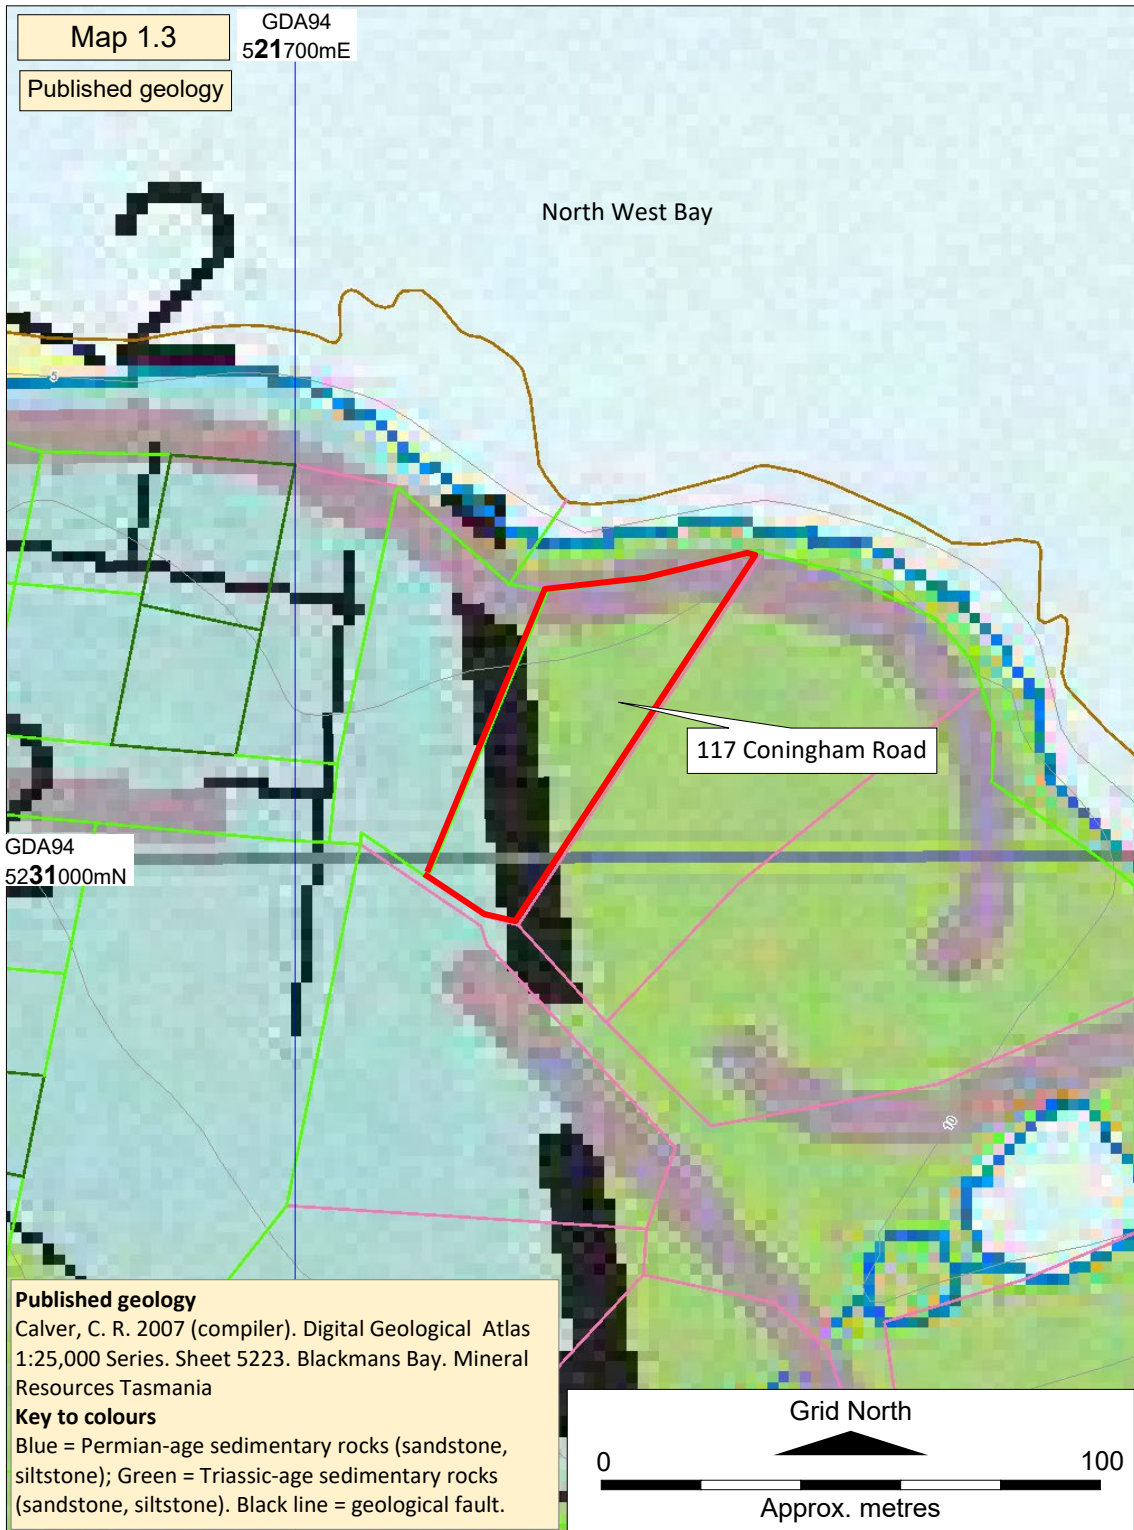 Map 1.3
Published geology
GDA94
521700mE
2
North West Bay
5
117 Coningham Road
GDA94
5231000mN
10
Published geology
Calver, C. R. 2007 (compiler). Digital Geological Atlas
1:25,000 Series. Sheet 5223. Blackmans Bay. Mineral
Resources Tasmania
Key to colours
Blue = Permian-age sedimentary rocks (sandstone,
siltstone); Green = Triassic-age sedimentary rocks
(sandstone, siltstone). Black line = geological fault.
Grid North
0 100
Approx. metres